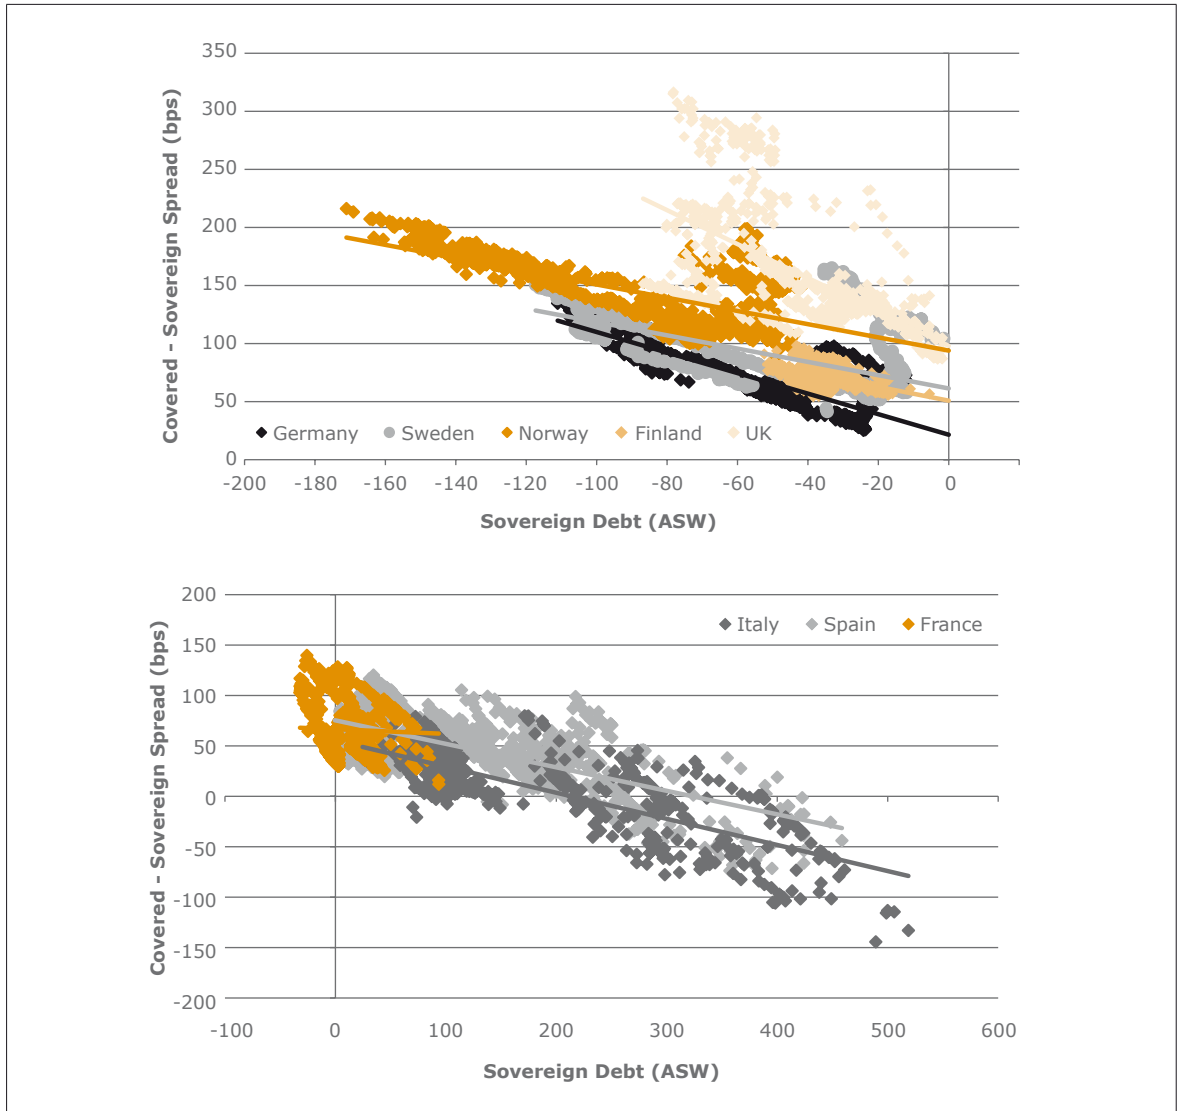 350
300
250
200
150
100
50
0
Covered - Sovereign Spread (bps)
Germany Sweden Norway Finland UK
-200 -180 -160 -140 -120 -100 -80 -60 -40 -20 0
Sovereign Debt (ASW)
200
150
100
50
0
-50
-100
-150
-200
Covered - Sovereign Spread (bps)
Italy Spain France
-100 0 100 200 300 400 500 600
Sovereign Debt (ASW)